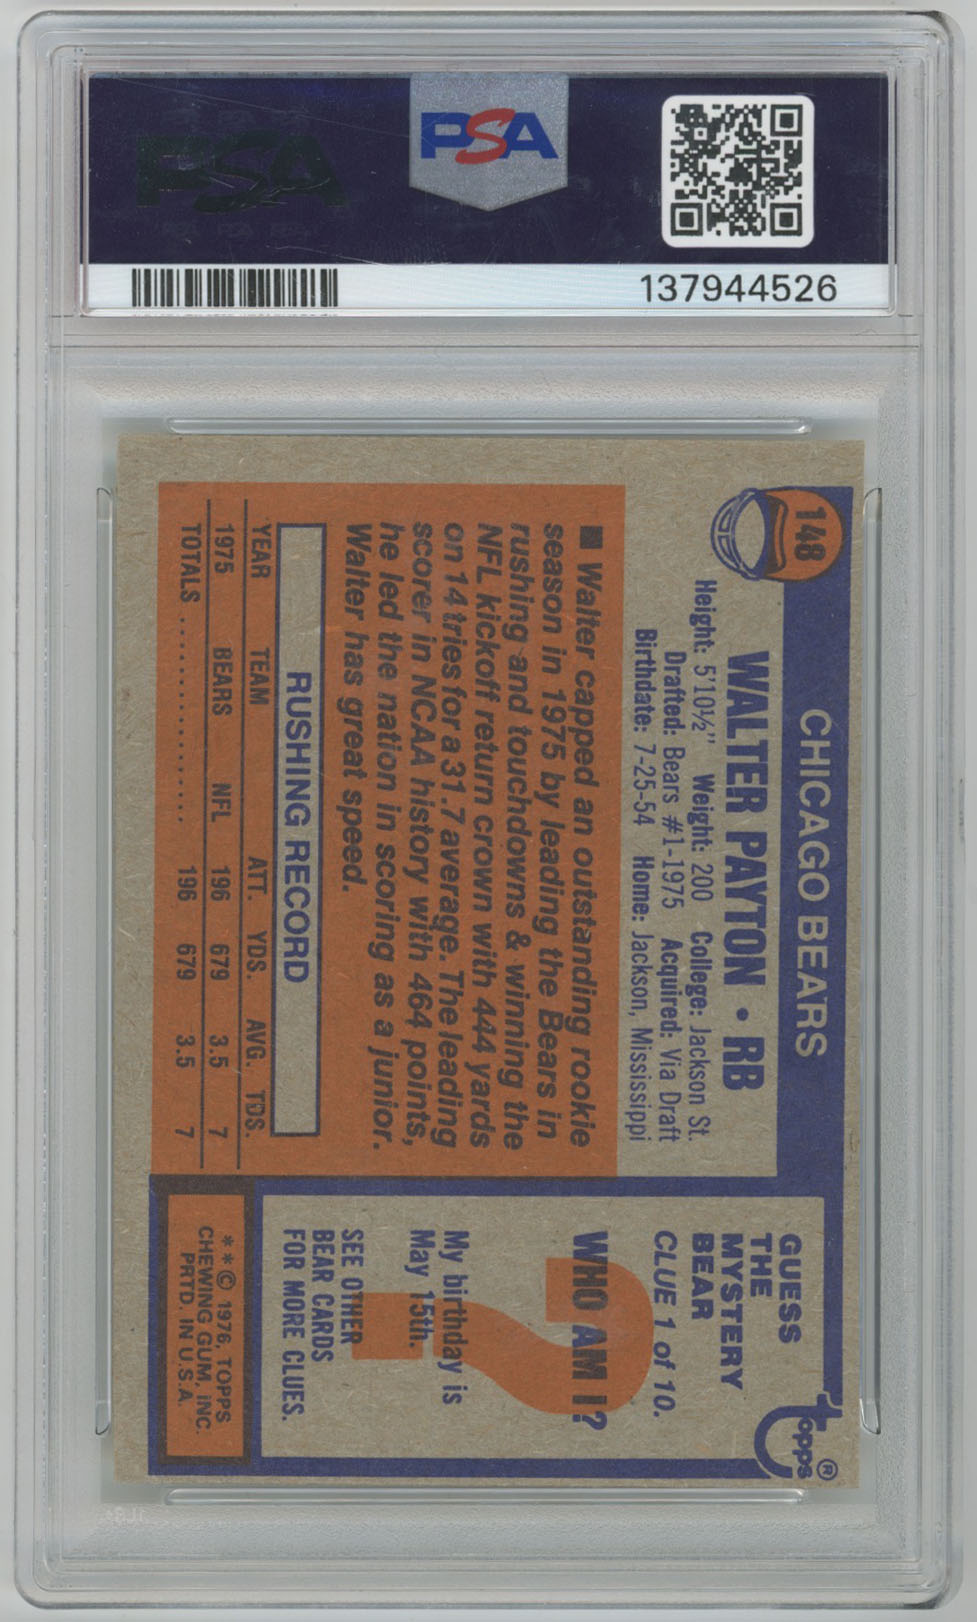 PSA
PSA
137944526
148
CHICAGO BEARS
WALTER PAYTON • RB
Height: 5'10½" Weight: 200 College: Jackson St.
Drafted: Bears #1-1975 Acquired: Via Draft
Birthdate: 7-25-54 Home: Jackson, Mississippi
■ Walter capped an outstanding rookie
season in 1975 by leading the Bears in
rushing and touchdowns & winning the
NFL kickoff return crown with 444 yards
on 14 tries for a 31.7 average. The leading
scorer in NCAA history with 464 points,
he led the nation in scoring as a junior.
Walter has great speed.
RUSHING RECORD
YEAR TEAM ATT. YDS. AVG. TDS.
1975 BEARS NFL 196 679 3.5 7
TOTALS .................... 196 679 3.5 7
GUESS
THE
MYSTERY
BEAR
CLUE 1 of 10.
WHO AM I?
My birthday is
May 15th.
SEE OTHER
BEAR CARDS
FOR MORE CLUES.
**© 1976, TOPPS
CHEWING GUM, INC.
PRTD. IN U.S.A.
topps®